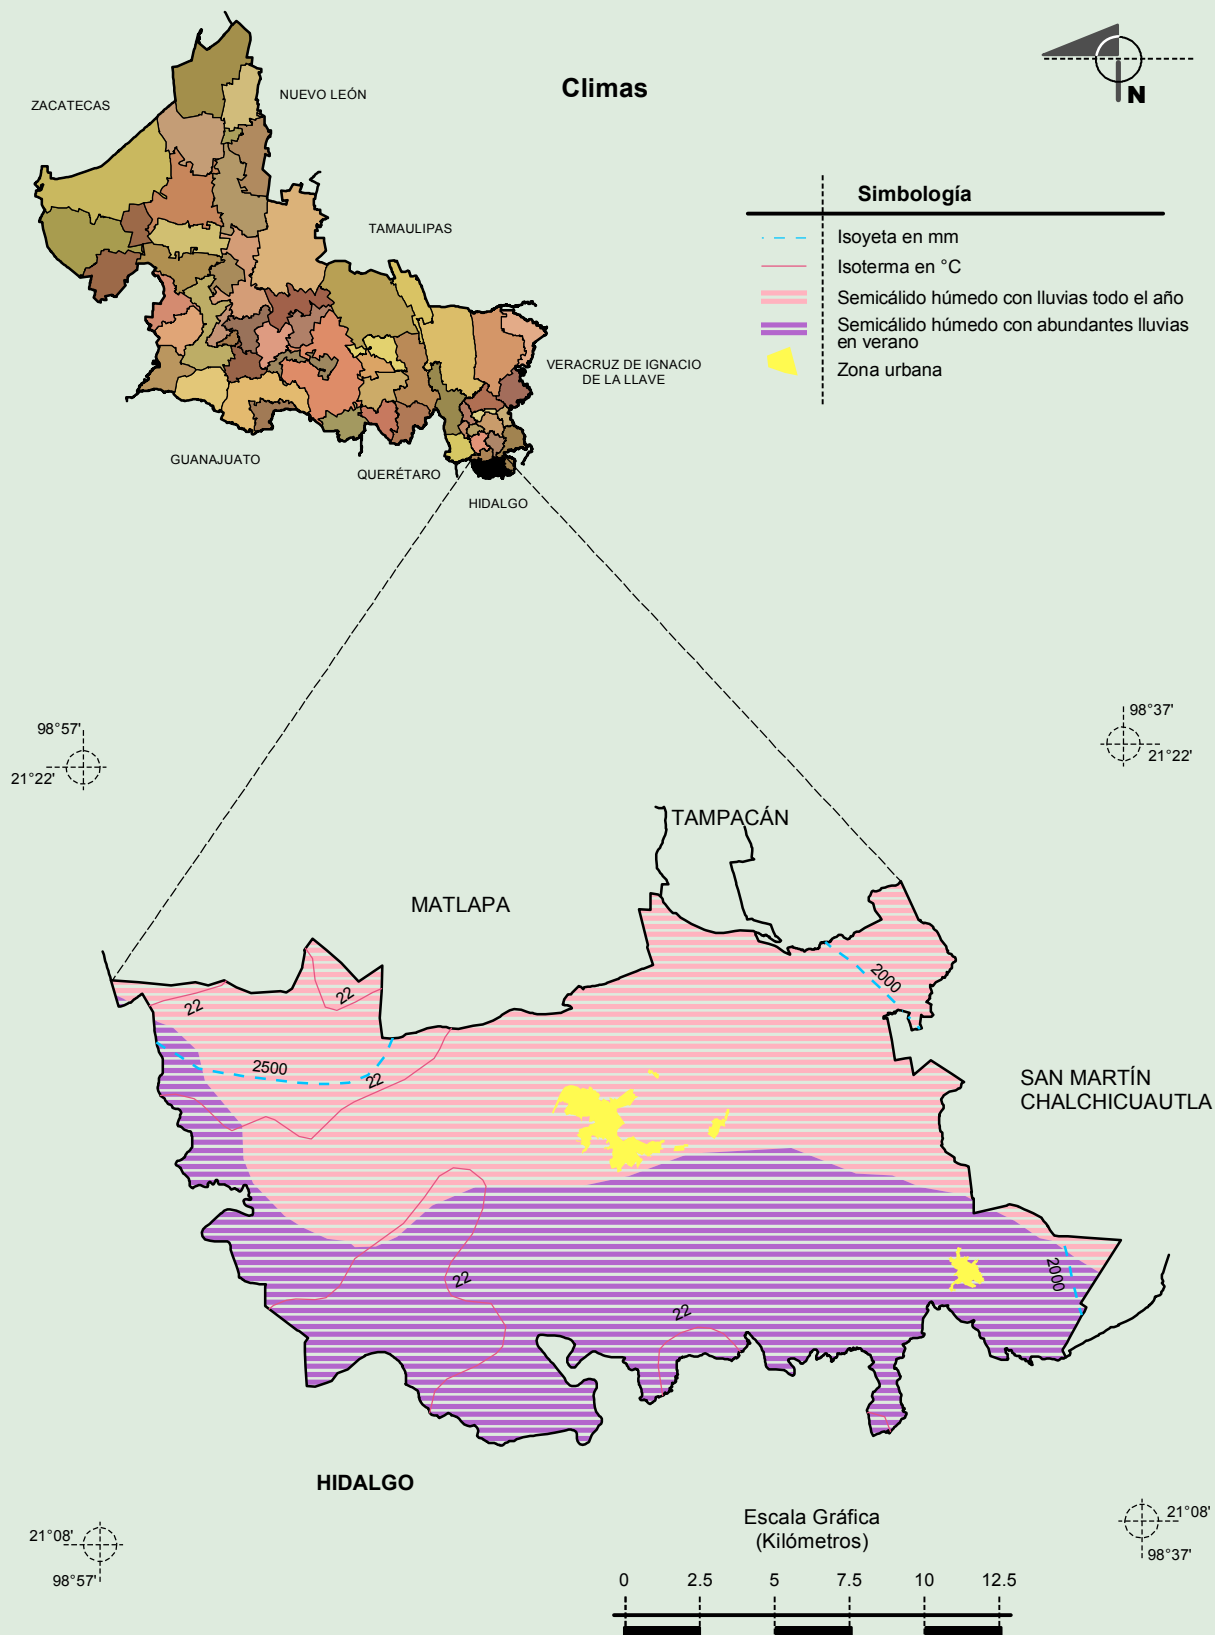 Climas
N
ZACATECAS
NUEVO LEÓN
TAMAULIPAS
VERACRUZ DE IGNACIO
DE LA LLAVE
GUANAJUATO
QUERÉTARO
HIDALGO
Simbología
Isoyeta en mm
Isoterma en °C
Semicálido húmedo con lluvias todo el año
Semicálido húmedo con abundantes lluvias
en verano
Zona urbana
98°57'
21°22'
98°37'
21°22'
TAMPACÁN
MATLAPA
SAN MARTÍN
CHALCHICUAUTLA
22
22
2000
2500
22
22
22
2000
HIDALGO
21°08'
98°57'
21°08'
98°37'
Escala Gráfica
(Kilómetros)
0 2.5 5 7.5 10 12.5